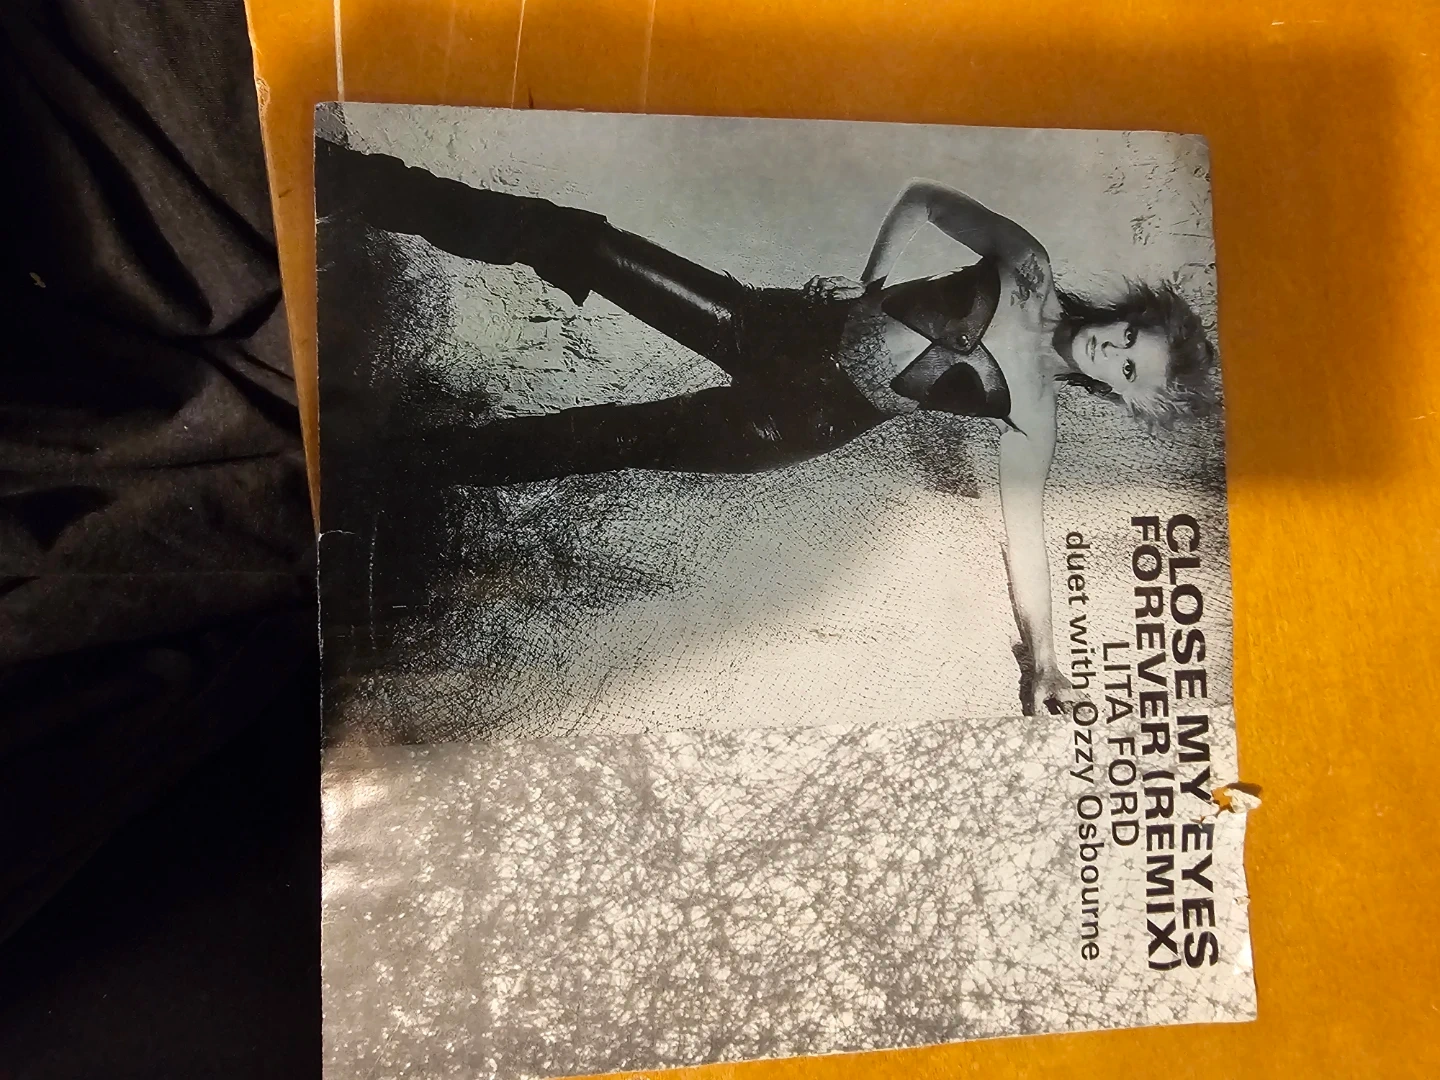 CLOSE MY EYES
FOREVER (REMIX)
LITA FORD
duet with Ozzy Osbourne